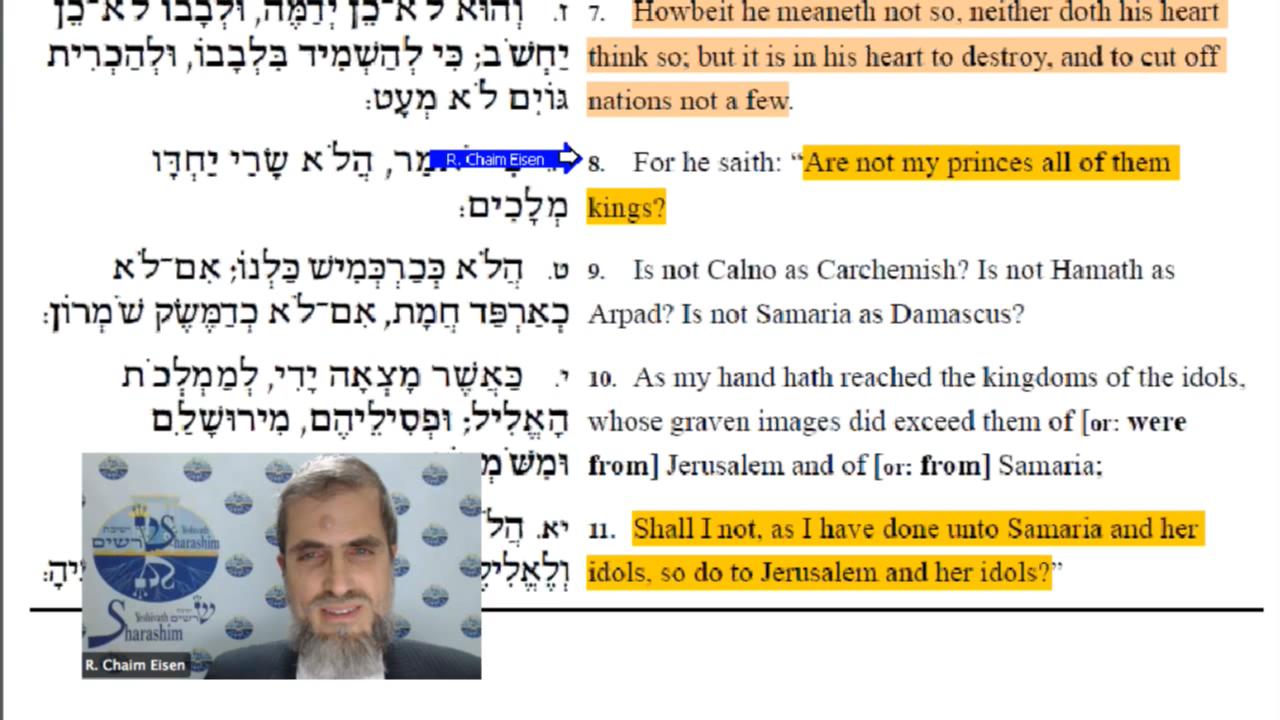 ז. וְהוּא לֹא־כֵן יְדַמֶּה, וּלְבָבוֹ לֹא־כֵן
יַחְשֹׁב; כִּי לְהַשְׁמִיד בִּלְבָבוֹ, וּלְהַכְרִית
גּוֹיִם לֹא מְעָט:
הֲלֹא שָׂרַי יַחְדָּו
מְלָכִים:
ט. הֲלֹא כְּכַרְכְּמִישׁ כַּלְנוֹ; אִם־לֹא
כְאַרְפַּד חֲמָת, אִם־לֹא כְדַמֶּשֶׂק שֹׁמְרוֹן:
י. כַּאֲשֶׁר מָצְאָה יָדִי, לְמַמְלְכֹת
הָאֱלִיל; וּפְסִילֵיהֶם, מִירוּשָׁלַ͏ִם
יא.
7. Howbeit he meaneth not so, neither doth his heart
think so; but it is in his heart to destroy, and to cut off
nations not a few.
R. Chaim Eisen
8. For he saith: “Are not my princes all of them
kings?
9. Is not Calno as Carchemish? Is not Hamath as
Arpad? Is not Samaria as Damascus?
10. As my hand hath reached the kingdoms of the idols,
whose graven images did exceed them of [or: were
from] Jerusalem and of [or: from] Samaria;
11. Shall I not, as I have done unto Samaria and her
idols, so do to Jerusalem and her idols?”
ישיבת
שרשים
Yeshivath
Sharashim
Yeshivath
Sharashim
R. Chaim Eisen